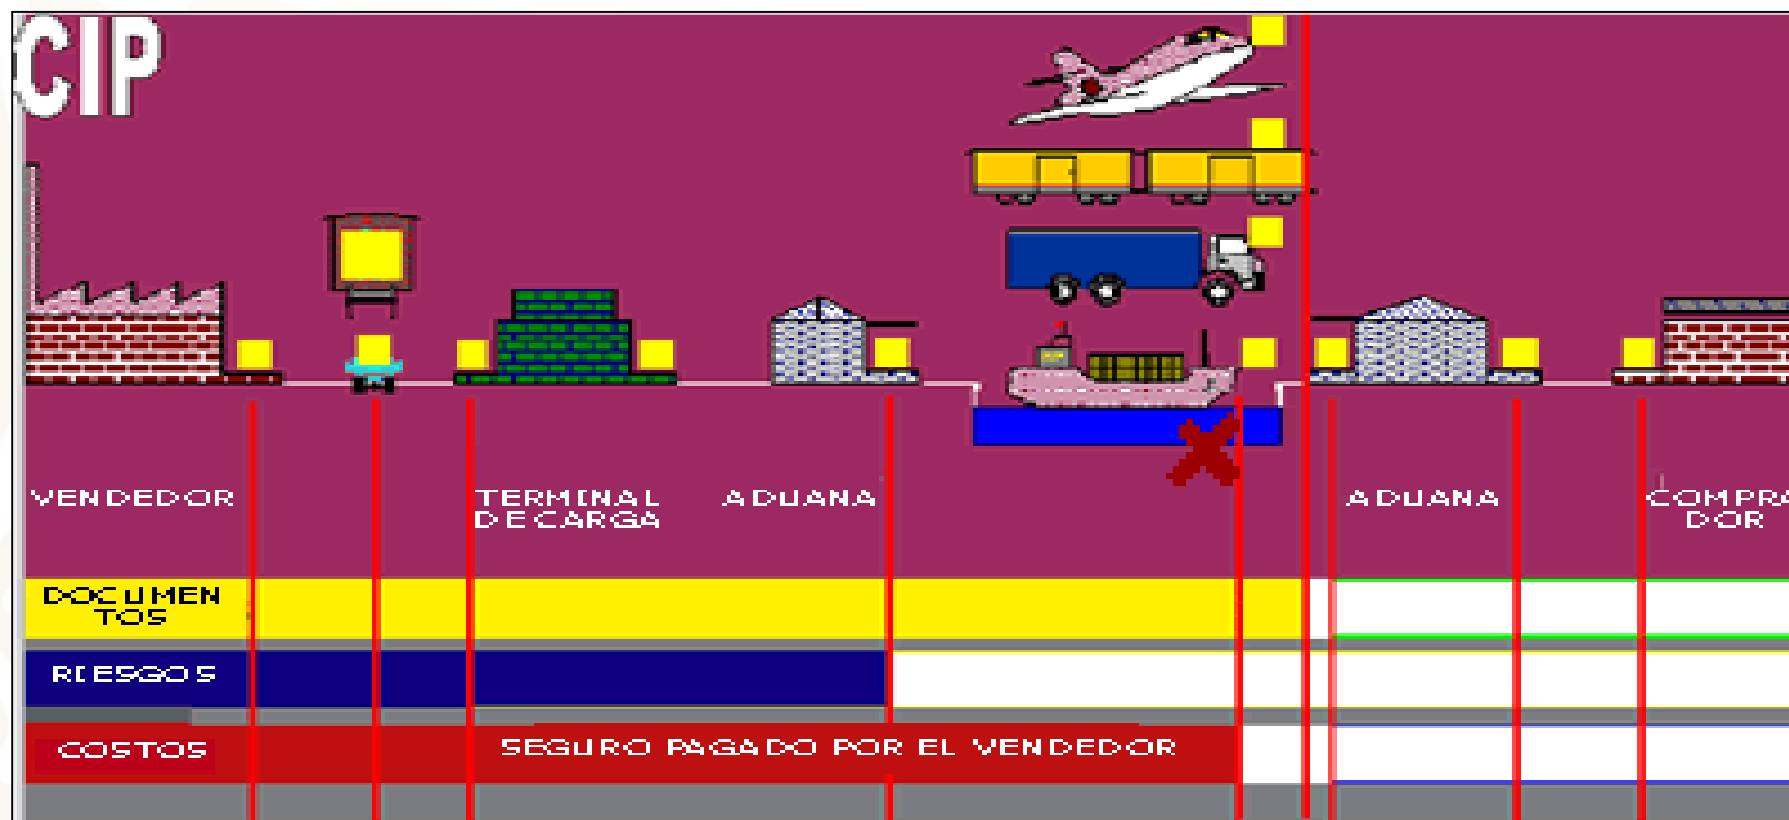 CIP
VENDEDOR
TERMINAL
DE CARGA
ADUANA
ADUANA
COMPRA
DOR
DOCUMEN
TOS
RIESGOS
COSTOS
SEGURO PAGADO POR EL VENDEDOR